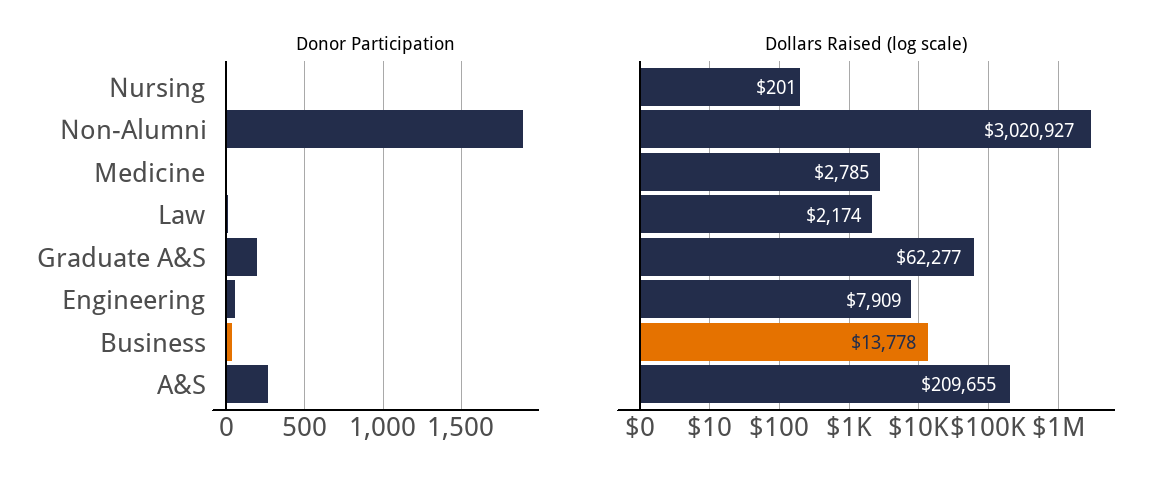 Donor Participation
Dollars Raised (log scale)
Nursing
$201
Non-Alumni
$3,020,927
Medicine
$2,785
Law
$2,174
Graduate A&S
$62,277
Engineering
$7,909
Business
$13,778
A&S
$209,655
0 500 1,000 1,500
$0 $10 $100 $1K $10K $100K $1M